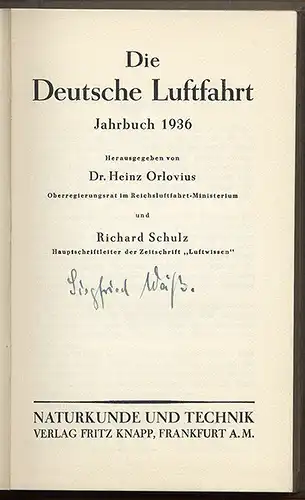 Die
Deutsche Luftfahrt
Jahrbuch 1936
Herausgegeben von
Dr. Heinz Orlovius
Oberregierungsrat im Reichsluftfahrt-Ministerium
und
Richard Schulz
Hauptschriftleiter der Zeitschrift „Luftwissen"
Siegfried
NATURKUNDE UND TECHNIK
VERLAG FRITZ KNAPP, FRANKFURT A. M.